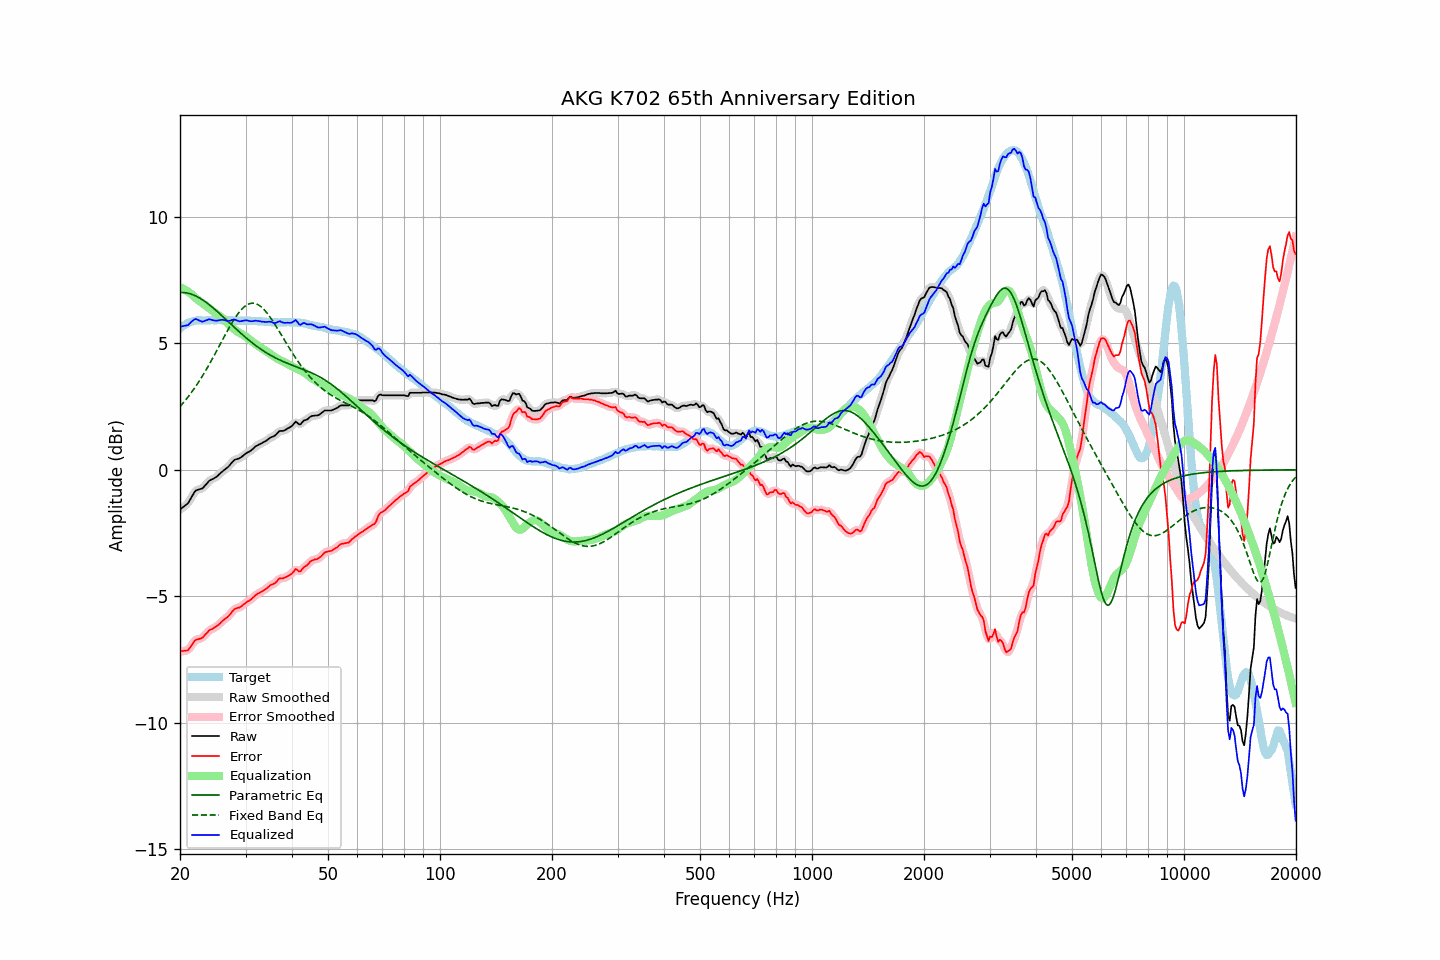 AKG K702 65th Anniversary Edition
Amplitude (dBr)
10
5
0
−5
−10
−15
Target
Raw Smoothed
Error Smoothed
Raw
Error
Equalization
Parametric Eq
Fixed Band Eq
Equalized
20 50 100 200 500 1000 2000 5000 10000 20000
Frequency (Hz)